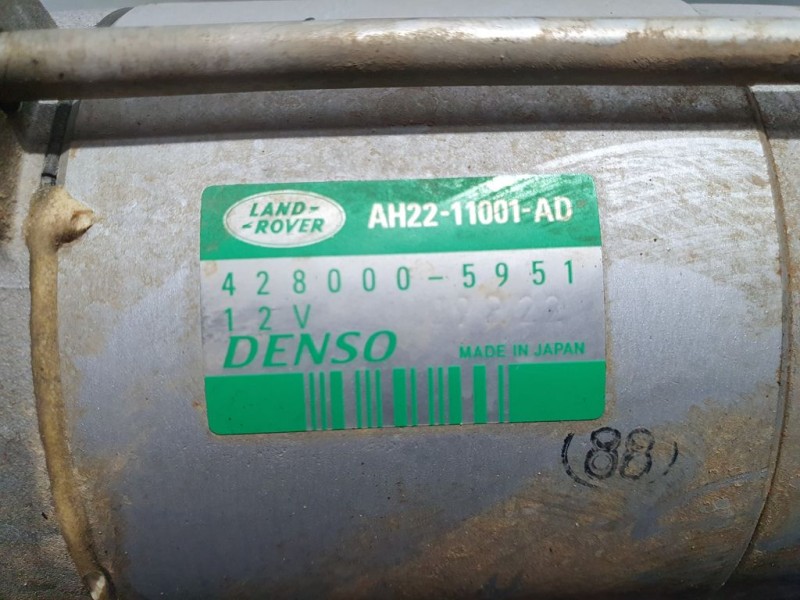 LAND-
-ROVER
AH22-11001-AD
428000-5951
12V
DENSO
MADE IN JAPAN
(88)